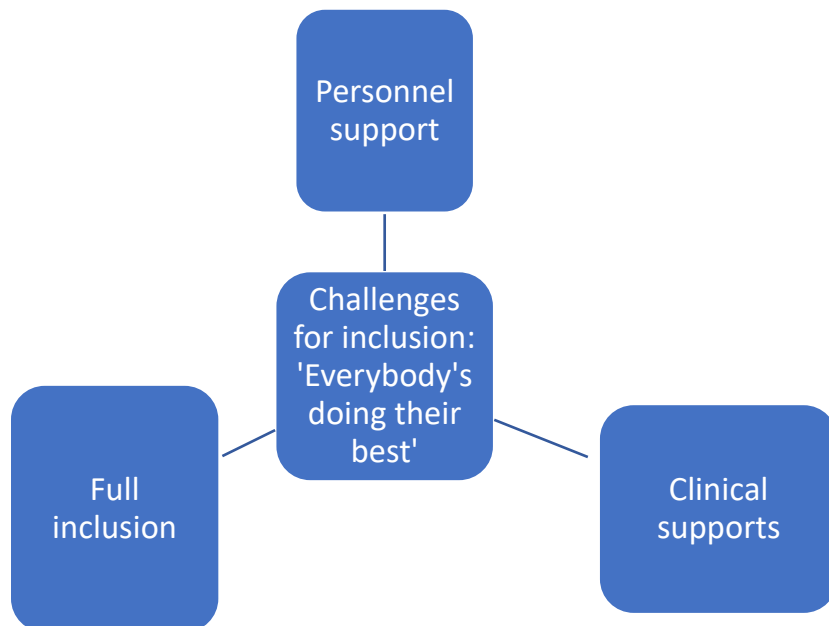 Personnel
support
Challenges
for inclusion:
'Everybody's
doing their
best'
Full
inclusion
Clinical
supports